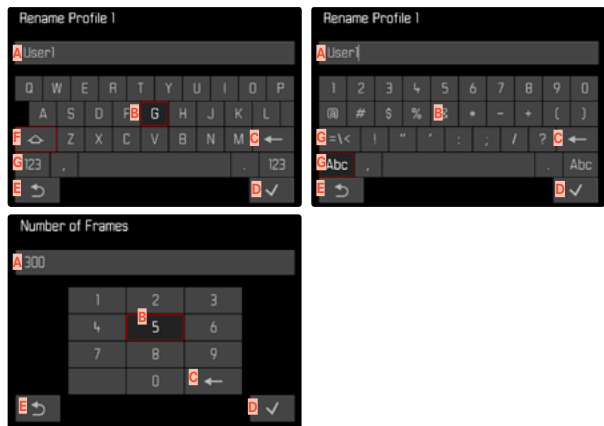 Rename Profile 1
A User1
Q W E R T Y U I O P
A S D F B G H J K L
F Z X C V B N M C ←
G 123 , . 123
E D ✓
Rename Profile 1
A User1
1 2 3 4 5 6 7 8 9 0
@ # $ % B & * - + ( )
G =\< ! " ' : ; / ? C ←
G Abc , . Abc
E D ✓
Number of Frames
A 300
1 2 3
B
4 5 6
7 8 9
0 C ←
E D ✓